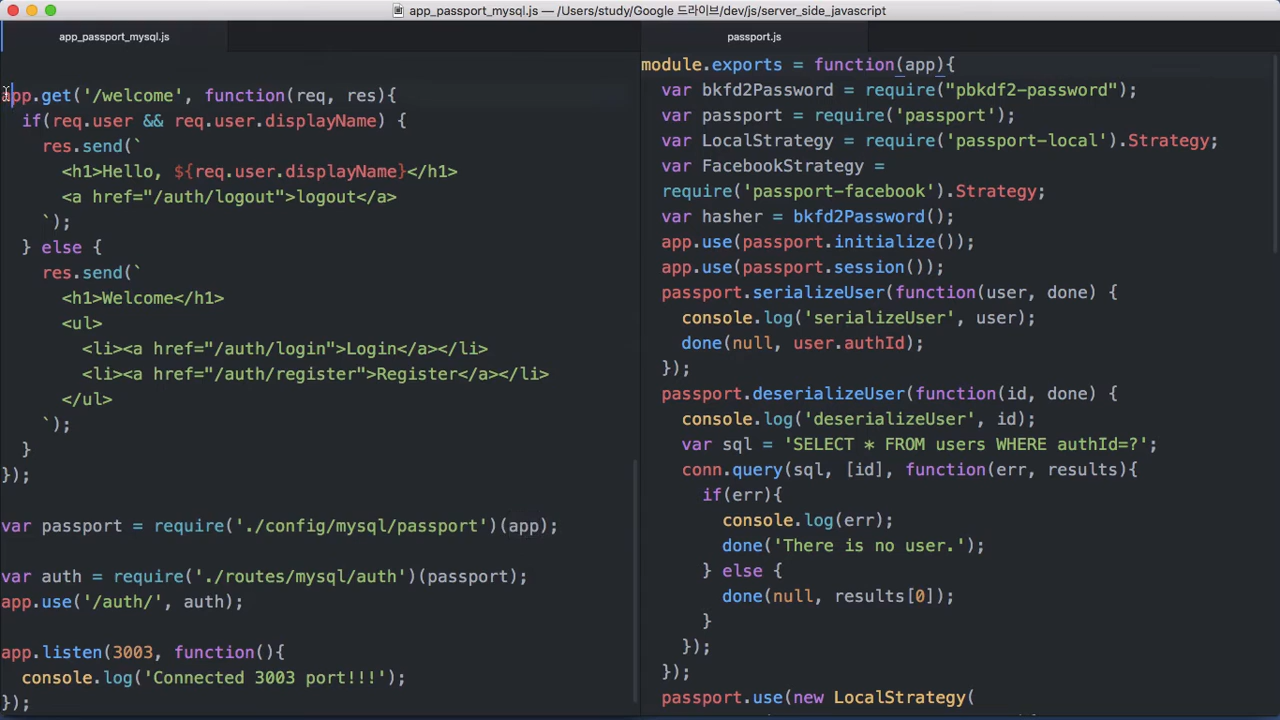 app_passport_mysql.js — /Users/study/Google 드라이브/dev/js/server_side_javascript
app_passport_mysql.js
app.get('/welcome', function(req, res){
if(req.user && req.user.displayName) {
res.send(`
<h1>Hello, ${req.user.displayName}</h1>
<a href="/auth/logout">logout</a>
`);
} else {
res.send(`
<h1>Welcome</h1>
<ul>
<li><a href="/auth/login">Login</a></li>
<li><a href="/auth/register">Register</a></li>
</ul>
`);
}
});
var passport = require('./config/mysql/passport')(app);
var auth = require('./routes/mysql/auth')(passport);
app.use('/auth/', auth);
app.listen(3003, function(){
console.log('Connected 3003 port!!!');
});
passport.js
module.exports = function(app){
var bkfd2Password = require("pbkdf2-password");
var passport = require('passport');
var LocalStrategy = require('passport-local').Strategy;
var FacebookStrategy =
require('passport-facebook').Strategy;
var hasher = bkfd2Password();
app.use(passport.initialize());
app.use(passport.session());
passport.serializeUser(function(user, done) {
console.log('serializeUser', user);
done(null, user.authId);
});
passport.deserializeUser(function(id, done) {
console.log('deserializeUser', id);
var sql = 'SELECT * FROM users WHERE authId=?';
conn.query(sql, [id], function(err, results){
if(err){
console.log(err);
done('There is no user.');
} else {
done(null, results[0]);
}
});
});
passport.use(new LocalStrategy(